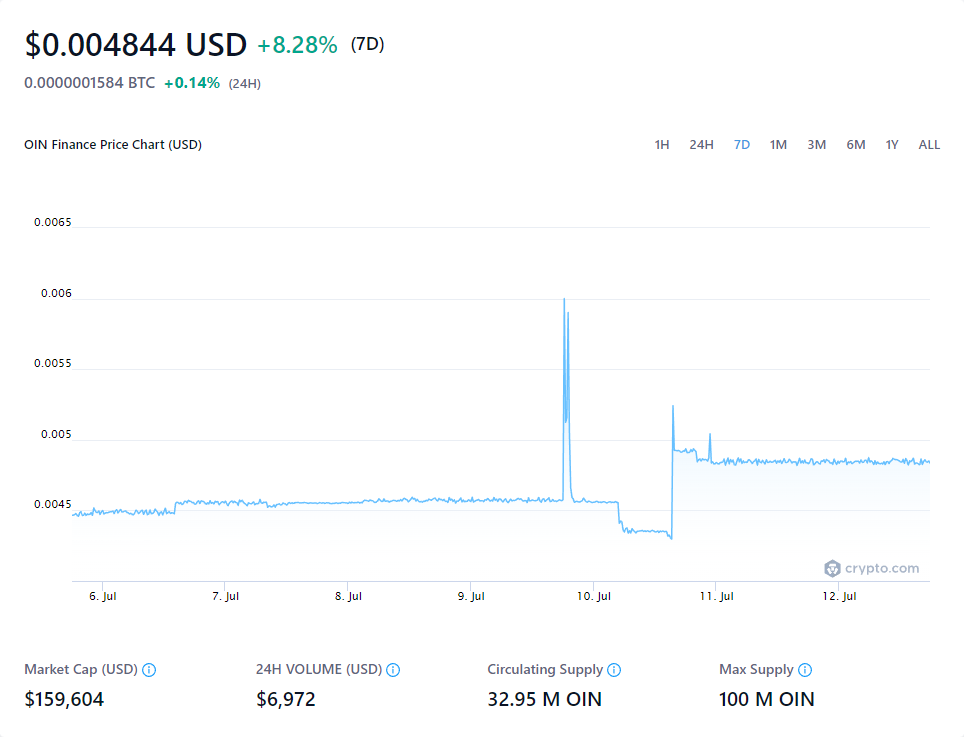 $0.004844 USD +8.28% (7D)
0.0000001584 BTC +0.14% (24H)
OIN Finance Price Chart (USD) 1H 24H 7D 1M 3M 6M 1Y ALL
0.0065
0.006
0.0055
0.005
0.0045
crypto.com
6. Jul 7. Jul 8. Jul 9. Jul 10. Jul 11. Jul 12. Jul
Market Cap (USD) 24H VOLUME (USD) Circulating Supply Max Supply
$159,604 $6,972 32.95 M OIN 100 M OIN